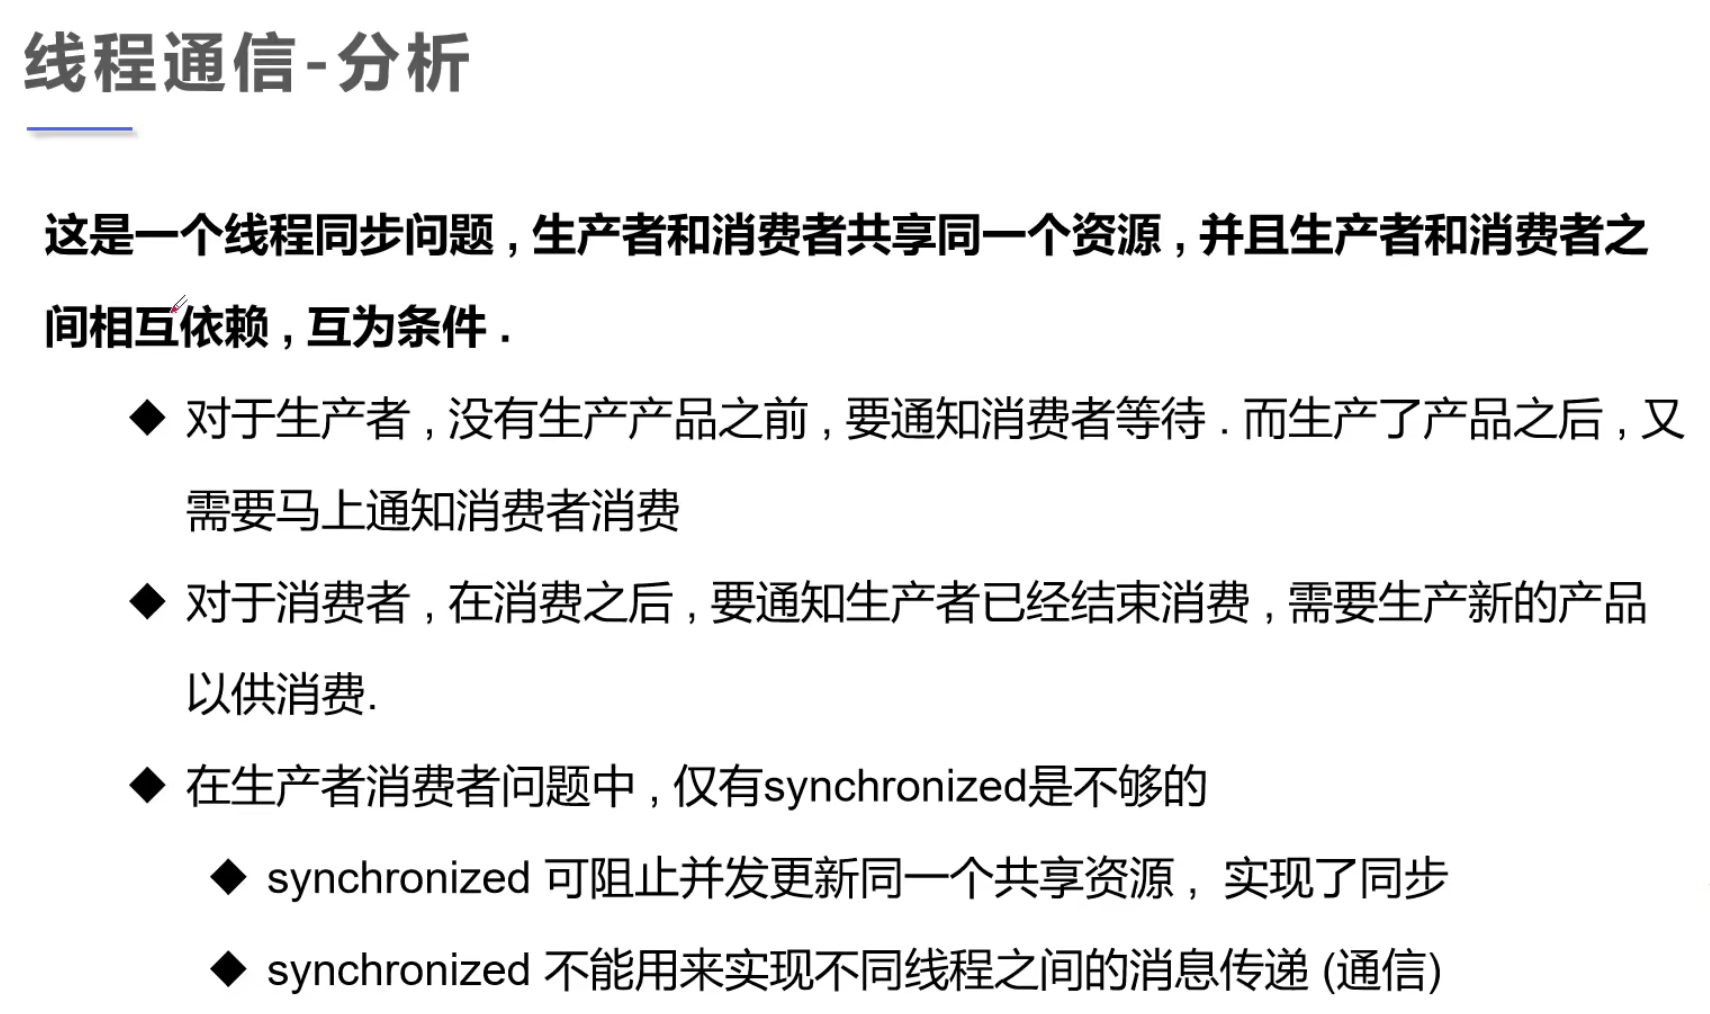 线程通信-分析
这是一个线程同步问题 , 生产者和消费者共享同一个资源 , 并且生产者和消费者之
间相互依赖 , 互为条件 .
◆ 对于生产者 , 没有生产产品之前 , 要通知消费者等待 . 而生产了产品之后 , 又
需要马上通知消费者消费
◆ 对于消费者 , 在消费之后 , 要通知生产者已经结束消费 , 需要生产新的产品
以供消费.
◆ 在生产者消费者问题中 , 仅有synchronized是不够的
◆ synchronized 可阻止并发更新同一个共享资源 , 实现了同步
◆ synchronized 不能用来实现不同线程之间的消息传递 (通信)